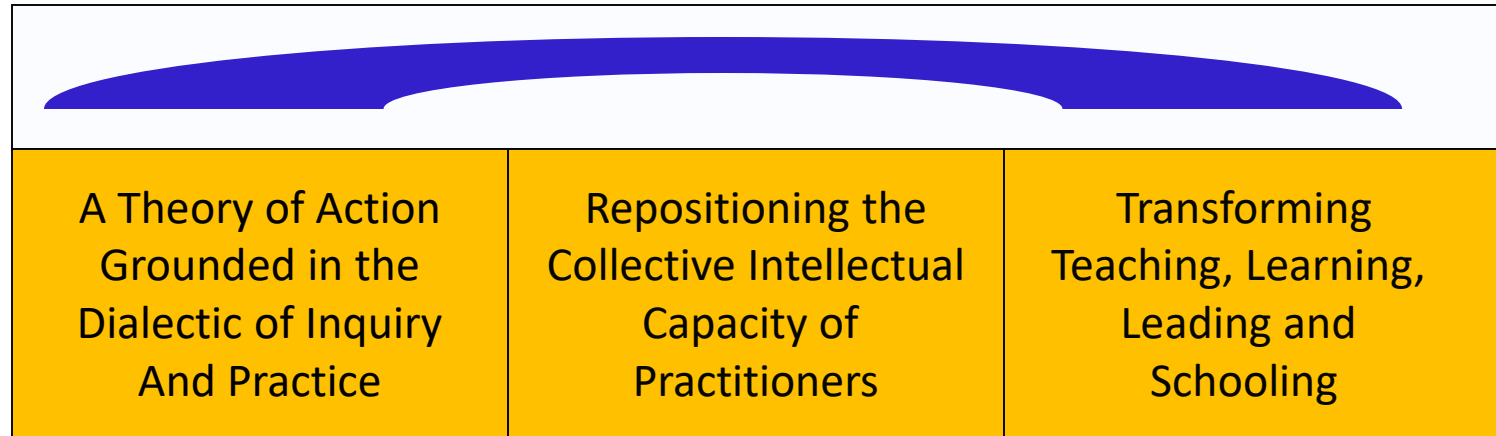 A Theory of Action
Grounded in the
Dialectic of Inquiry
And Practice
Repositioning the
Collective Intellectual
Capacity of
Practitioners
Transforming
Teaching, Learning,
Leading and
Schooling